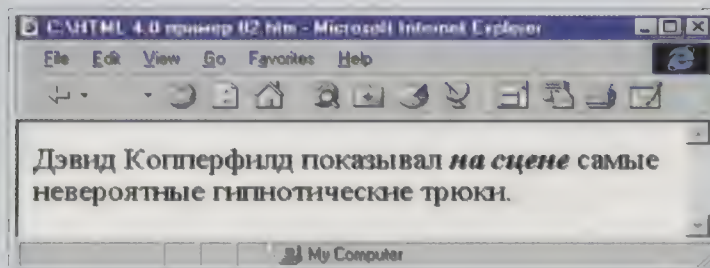 C:\HTML 4.0 пример 02.htm - Microsoft Internet Explorer
File Edit View Go Favorites Help
Дэвид Копперфилд показывал на сцене самые
невероятные гипнотические трюки.
My Computer